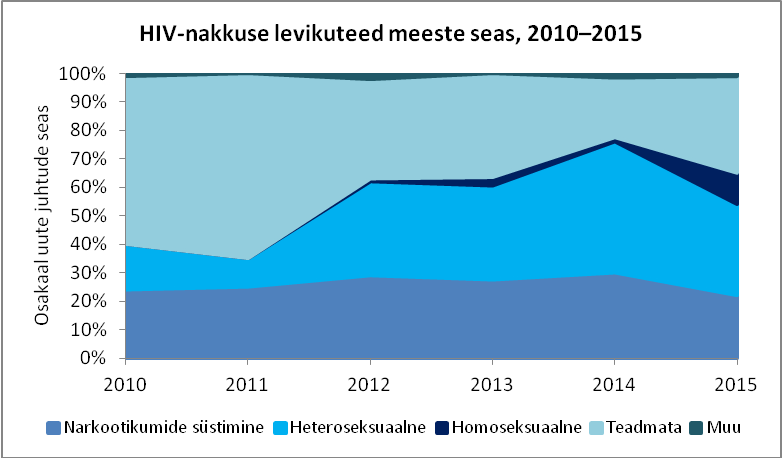 HIV-nakkuse levikuteed meeste seas, 2010–2015
Osakaal uute juhtude seas
100%
90%
80%
70%
60%
50%
40%
30%
20%
10%
0%
2010 2011 2012 2013 2014 2015
Narkootikumide süstimine Heteroseksuaalne Homoseksuaalne Teadmata Muu